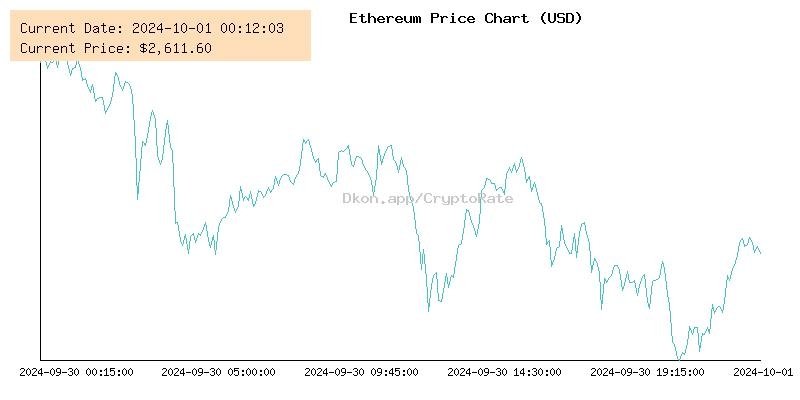 Ethereum Price Chart (USD)
Current Date: 2024-10-01 00:12:03
Current Price: $2,611.60
Dkon.app/CryptoRate
2024-09-30 00:15:00 2024-09-30 05:00:00 2024-09-30 09:45:00 2024-09-30 14:30:00 2024-09-30 19:15:00 2024-10-01